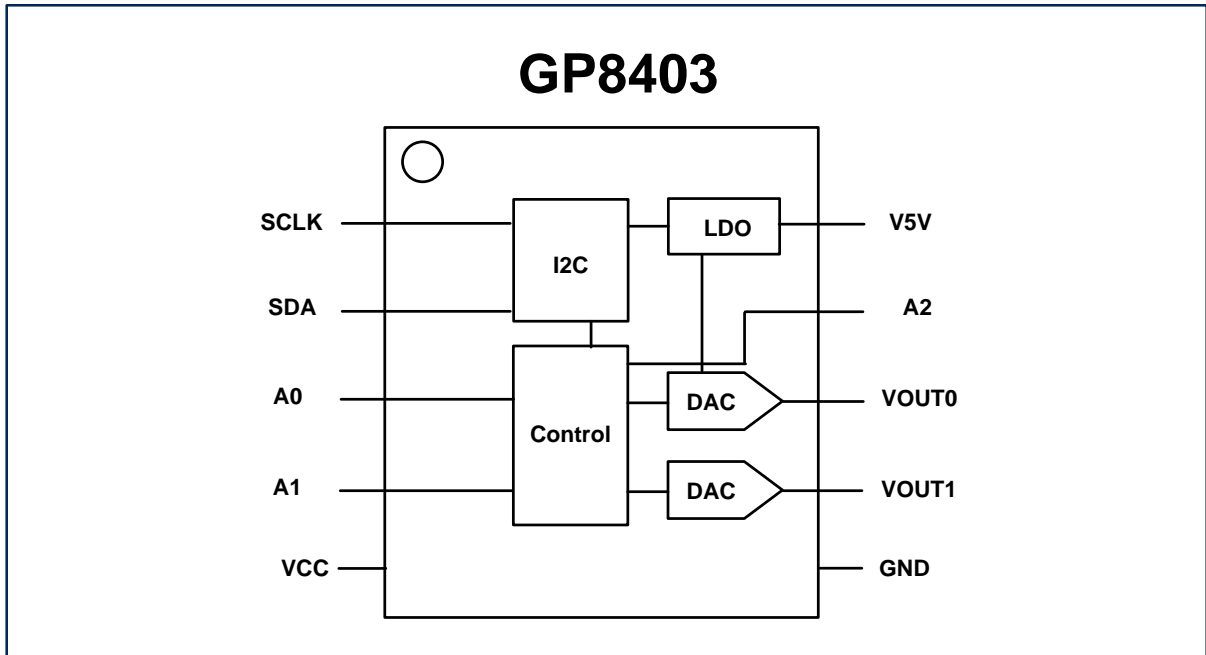 GP8403
SCLK
LDO
V5V
I2C
SDA
A2
A0
DAC
VOUT0
Control
A1
DAC
VOUT1
VCC
GND